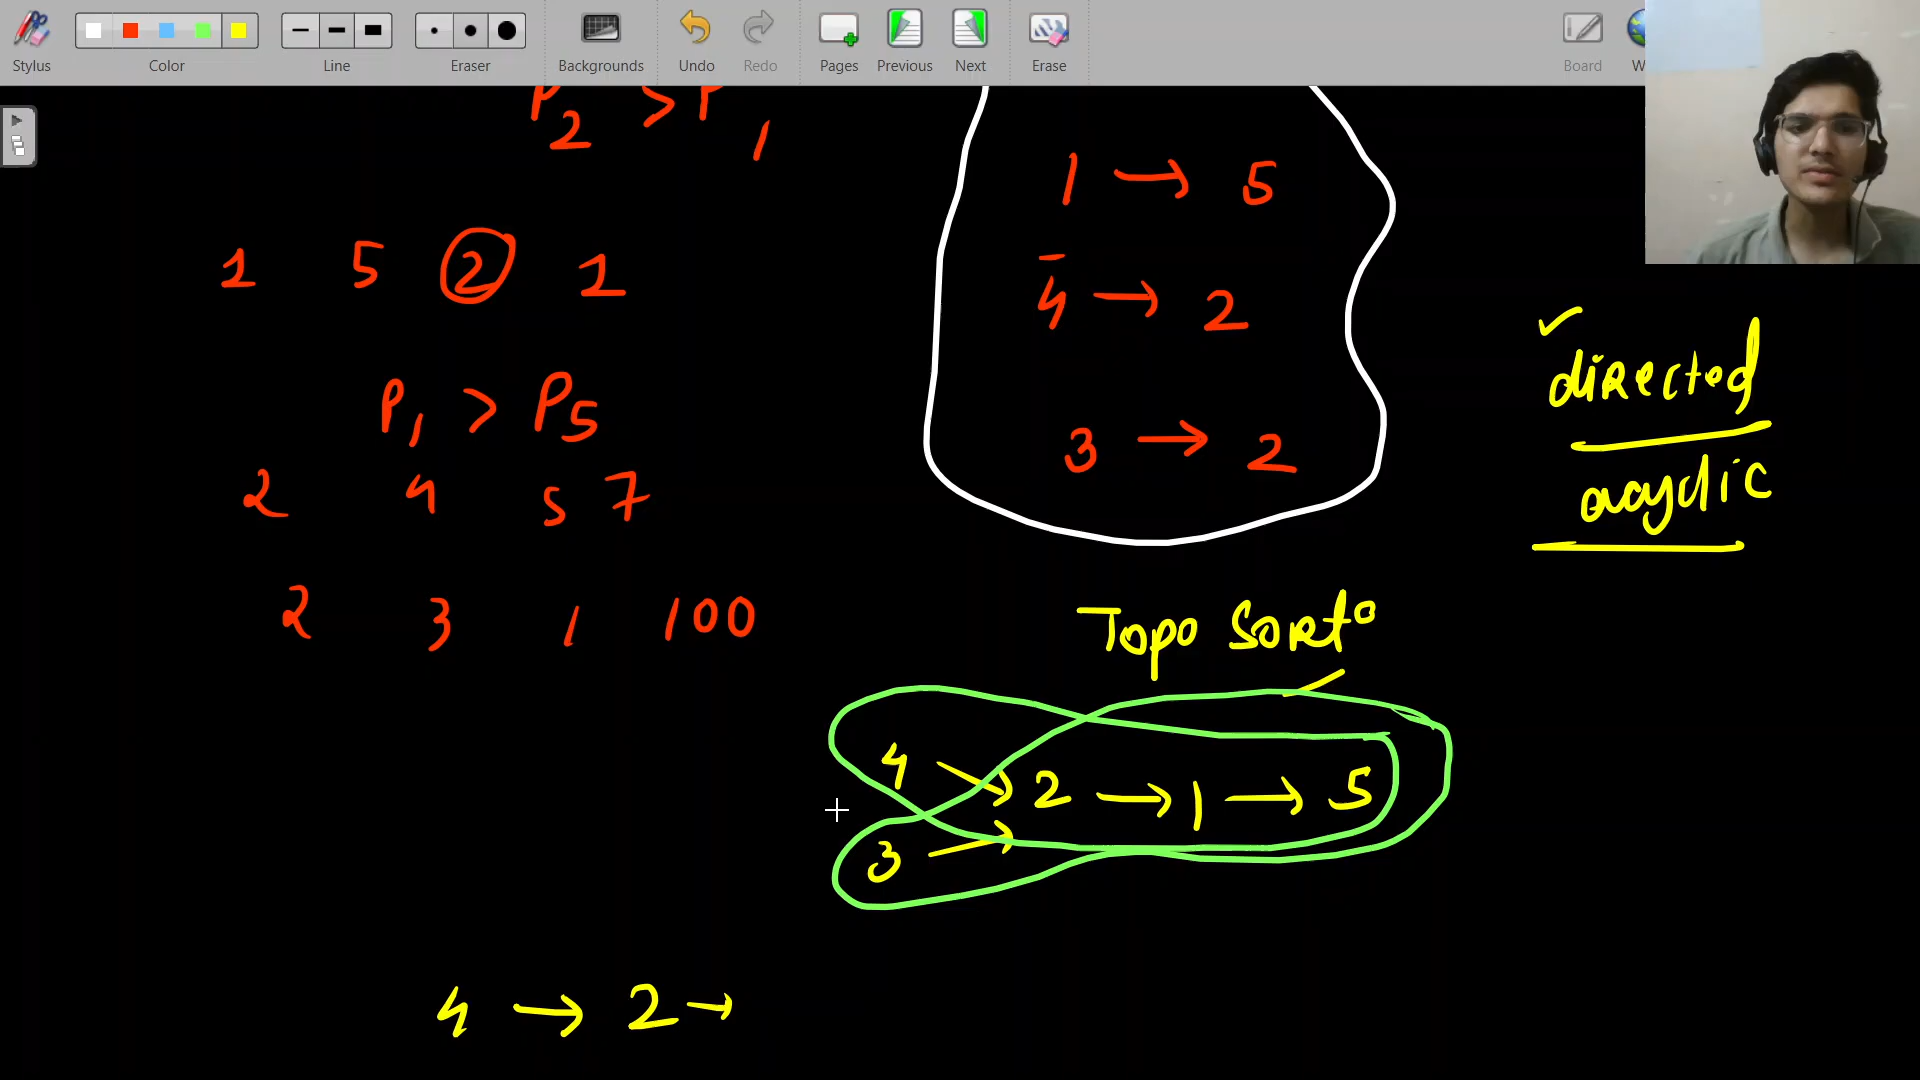 Stylus Color Line Eraser Backgrounds Undo Redo Pages Previous Next Erase Board W
P2 > P1
1 → 5
1 5 2 1
4 → 2
P1 > P5
3 → 2
directed
acyclic
2 4 5 7
2 3 1 100
Topo Sort
4 → 2 → 1 → 5
3 →
4 → 2 →